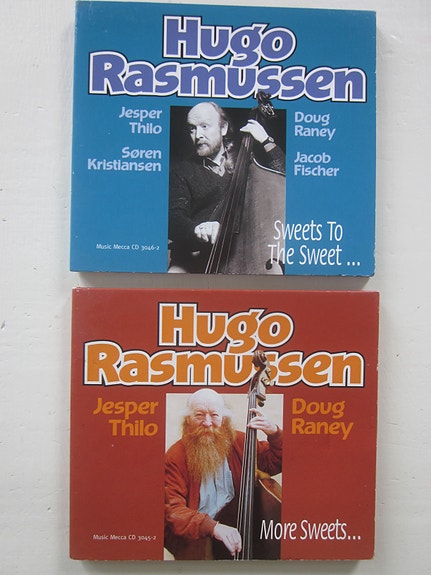 Hugo
Rasmussen
Jesper
Thilo
Doug
Raney
Søren
Kristiansen
Jacob
Fischer
Sweets To
The Sweet ...
Music Mecca CD 3046-2
Hugo
Rasmussen
Jesper
Thilo
Doug
Raney
More Sweets...
Music Mecca CD 3045-2